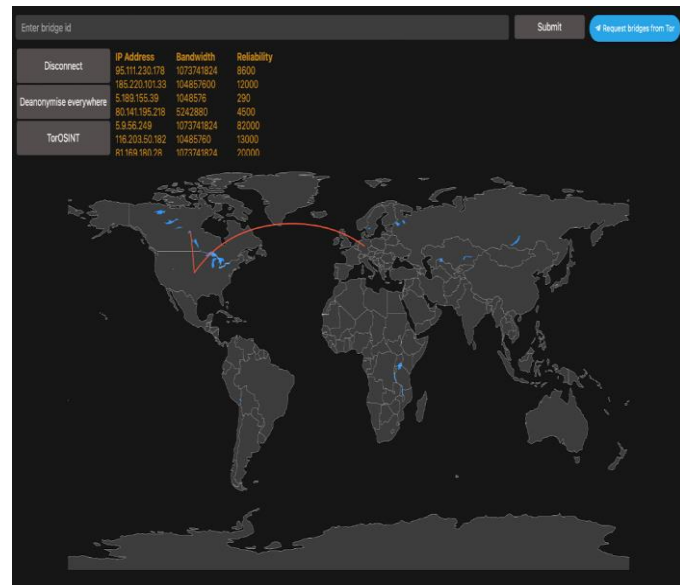 Enter bridge id
Submit
Request bridges from Tor
Disconnect
Deanonymise everywhere
TorOSINT
IP Address Bandwidth Reliability
95.111.230.178 1073741824 8600
185.220.101.33 104857600 12000
5.189.155.39 1048576 290
80.141.195.218 5242880 4500
5.9.56.249 1073741824 82000
116.203.50.182 10485760 13000
81.169.180.28 1073741824 20000